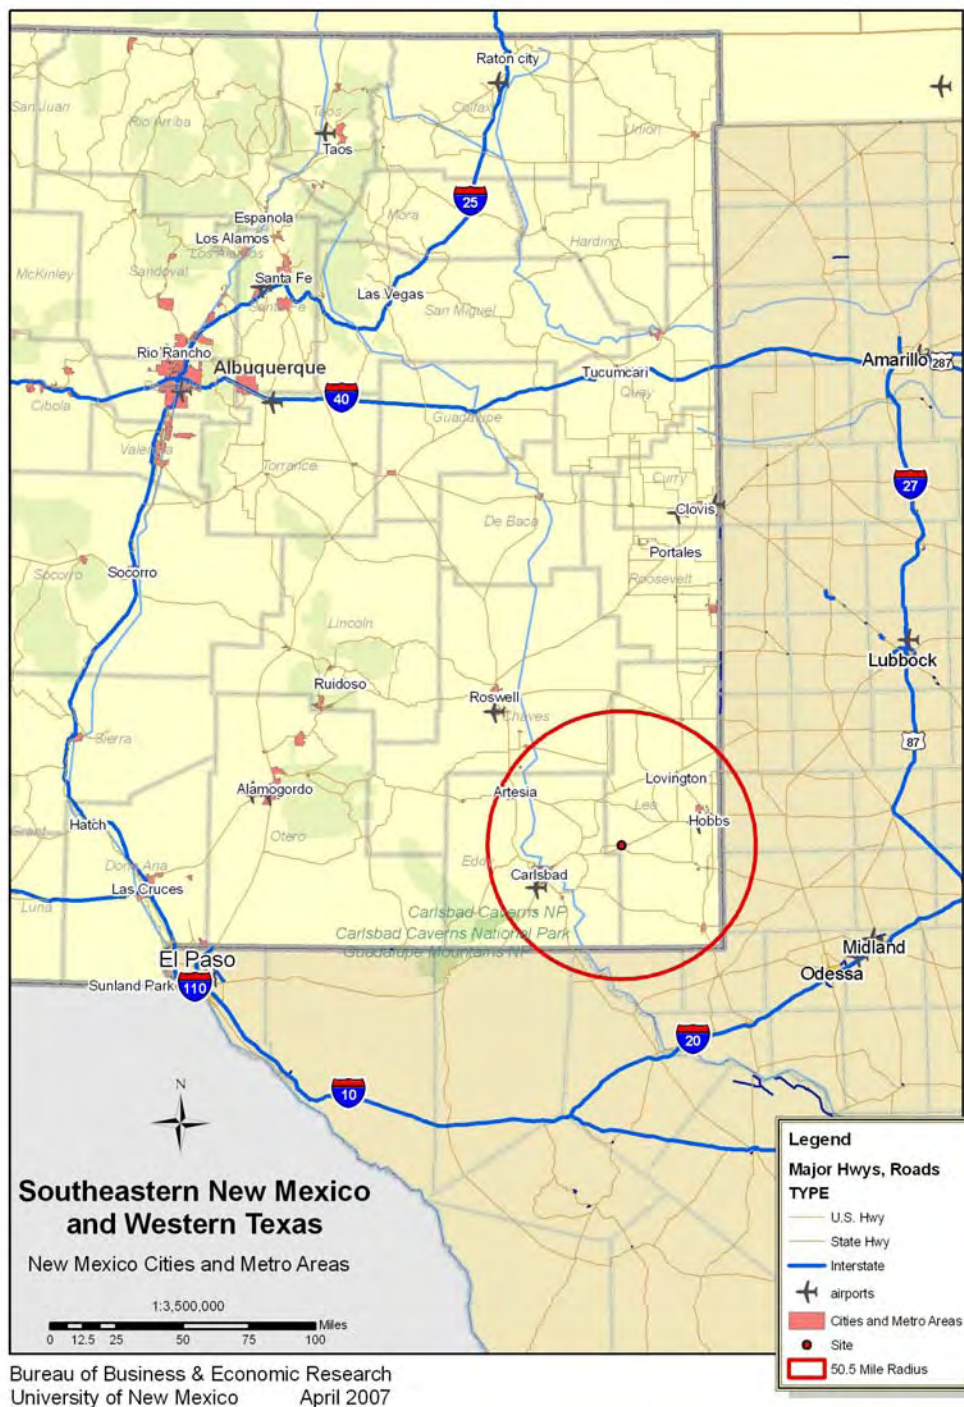 Raton city
San Juan
Rio Arriba
Taos
Colfax
Union
Taos
25
Espanola
Mora
Los Alamos
Los Alamos
Harding
McKinley
Sandoval
Santa Fe
Santa Fe
Las Vegas
San Miguel
Rio Rancho
Amarillo
287
Albuquerque
Tucumcari
Quay
40
Cibola
Guadalupe
Valencia
Torrance
Curry
27
Clovis
De Baca
Portales
Socorro
Socorro
Roosevelt
Lincoln
Lubbock
Ruidoso
Roswell
Chaves
Sierra
87
Lovington
Alamogordo
Artesia
Lea
Hatch
Hobbs
Grant
Otero
Eddy
Dona Ana
Carlsbad
Las Cruces
Luna
Carlsbad Caverns NP
Carlsbad Caverns National Park
Guadalupe Mountains NP
Midland
El Paso
Odessa
Sunland Park
110
20
10
N
Southeastern New Mexico
and Western Texas
New Mexico Cities and Metro Areas
1:3,500,000
Miles
0 12.5 25 50 75 100
Legend
Major Hwys, Roads
TYPE
U.S. Hwy
State Hwy
Interstate
airports
Cities and Metro Areas
Site
50.5 Mile Radius
Bureau of Business & Economic Research
University of New Mexico April 2007